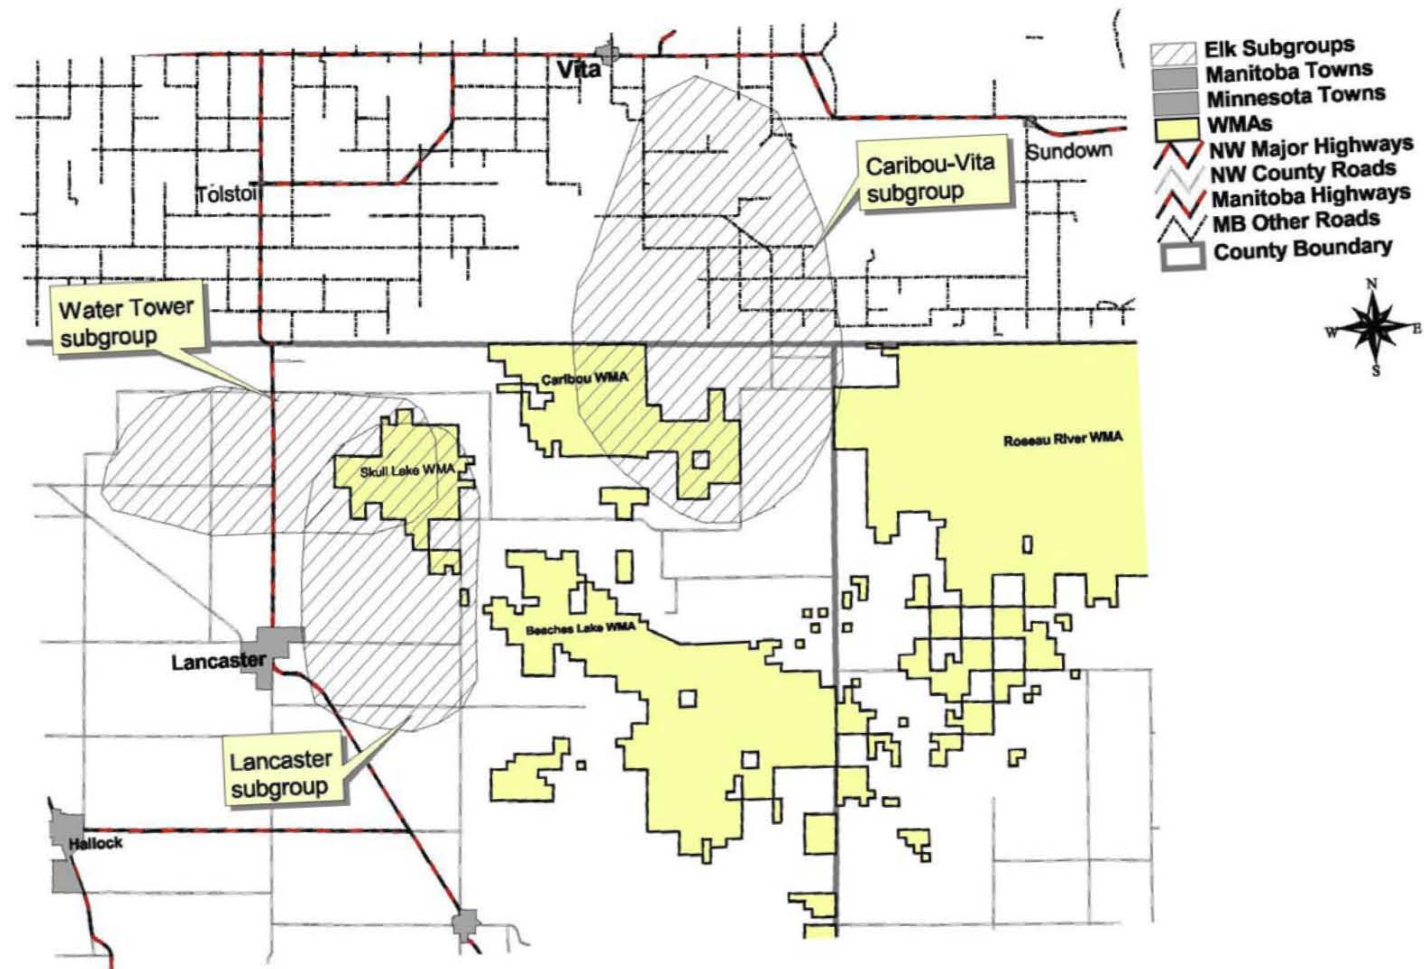 Elk Subgroups
Manitoba Towns
Minnesota Towns
WMAs
NW Major Highways
NW County Roads
Manitoba Highways
MB Other Roads
County Boundary
N
W
E
S
Vita
Sundown
Caribou-Vita
subgroup
Tolstoi
Water Tower
subgroup
Caribou WMA
Roseau River WMA
Skull Lake WMA
Beaches Lake WMA
Lancaster
Lancaster
subgroup
Hallock